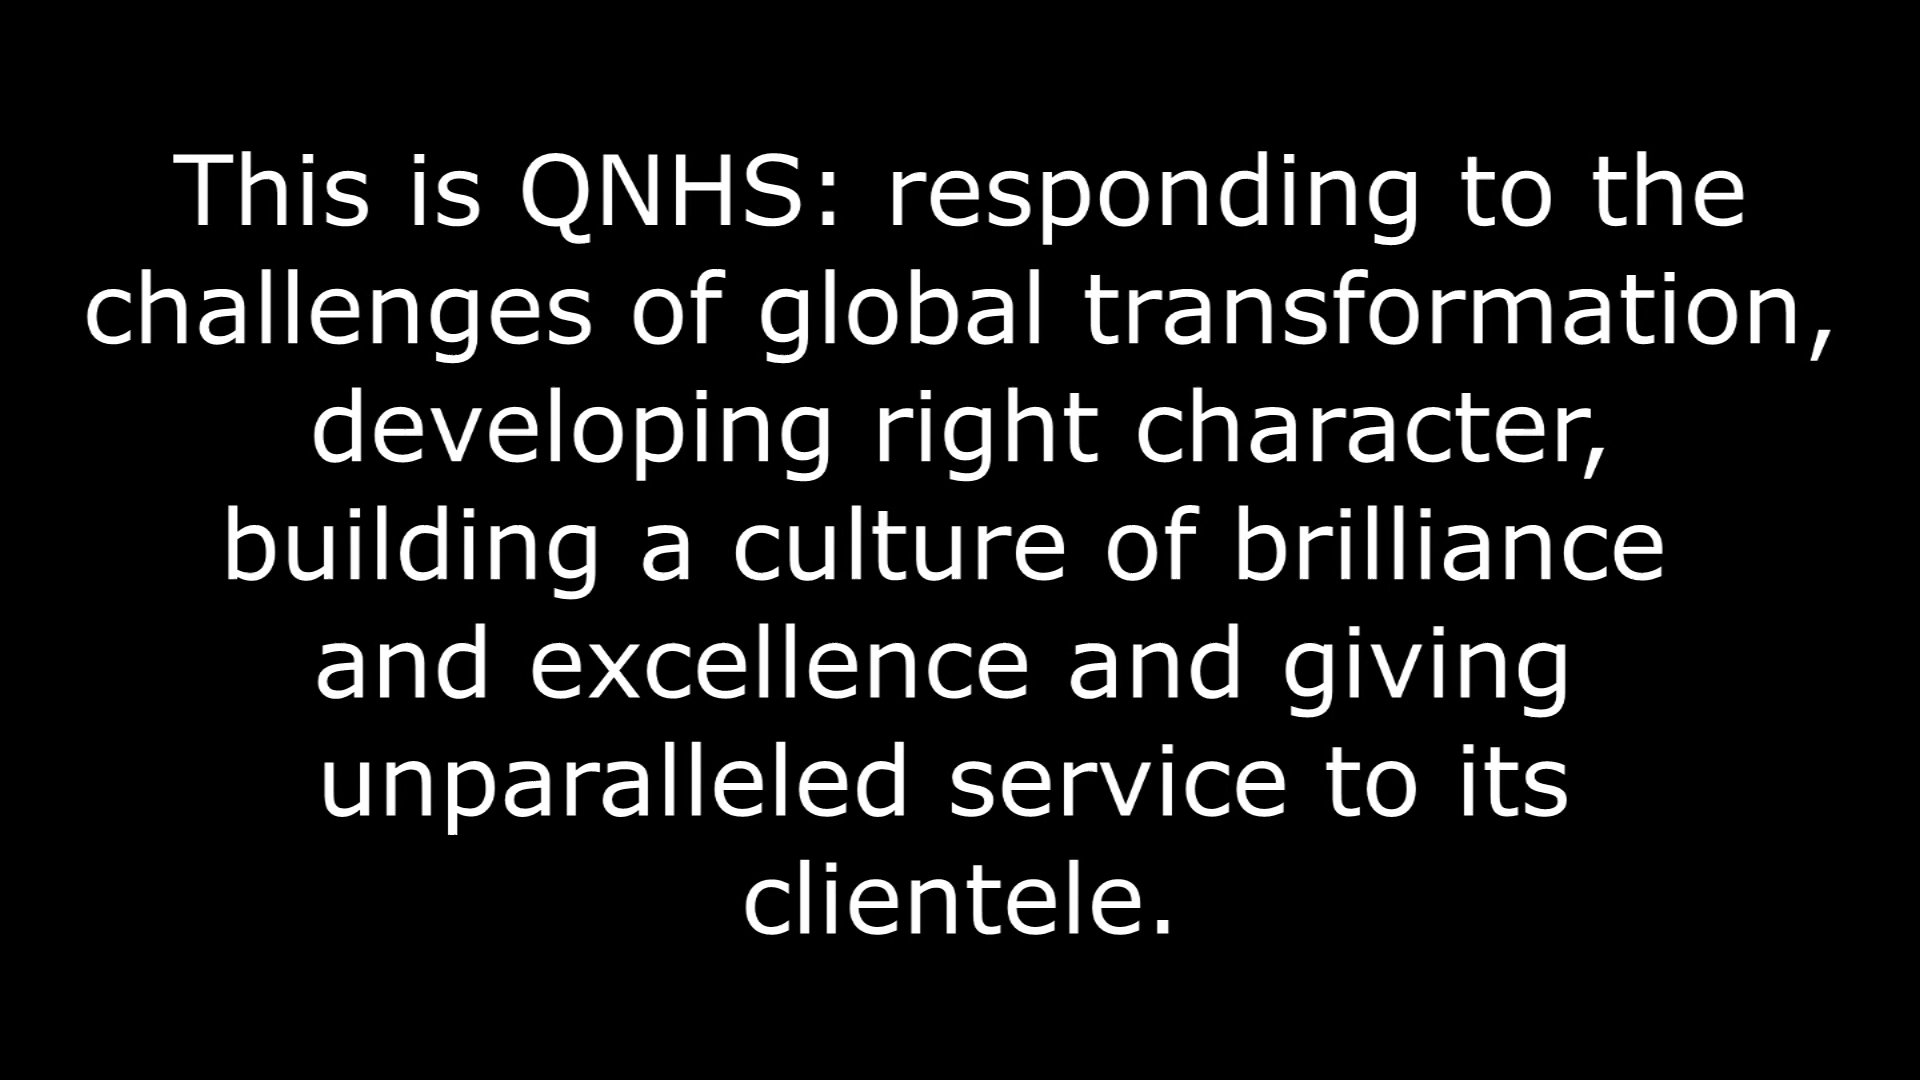 This is QNHS: responding to the
challenges of global transformation,
developing right character,
building a culture of brilliance
and excellence and giving
unparalleled service to its
clientele.